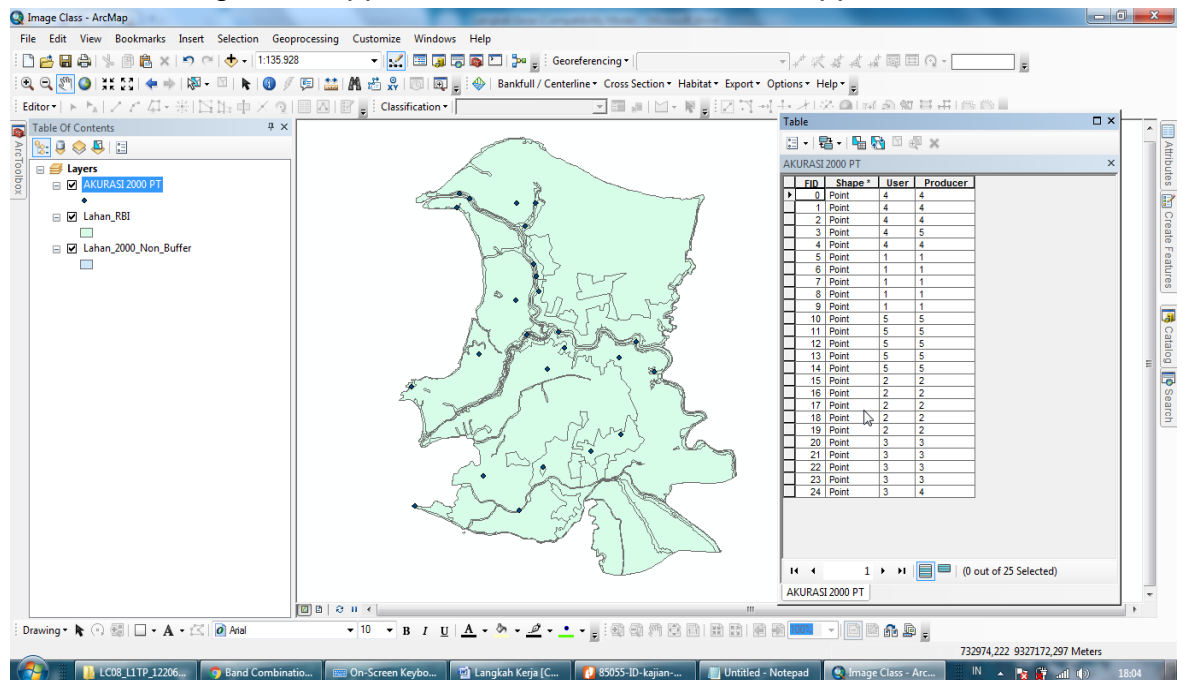 Image Class - ArcMap
File Edit View Bookmarks Insert Selection Geoprocessing Customize Windows Help
1:135.928 Georeferencing
Bankfull / Centerline Cross Section Habitat Export Options Help
Editor Classification
Table Of Contents
ArcToolbox
Layers
AKURASI 2000 PT
Lahan_RBI
Lahan_2000_Non_Buffer
Table
AKURASI 2000 PT
FID Shape * User Producer
0 Point 4 4
1 Point 4 4
2 Point 4 4
3 Point 4 5
4 Point 4 4
5 Point 1 1
6 Point 1 1
7 Point 1 1
8 Point 1 1
9 Point 1 1
10 Point 5 5
11 Point 5 5
12 Point 5 5
13 Point 5 5
14 Point 5 5
15 Point 2 2
16 Point 2 2
17 Point 2 2
18 Point 2 2
19 Point 2 2
20 Point 3 3
21 Point 3 3
22 Point 3 3
23 Point 3 3
24 Point 3 4
1 (0 out of 25 Selected)
AKURASI 2000 PT
Attributes
Create Features
Catalog
Search
Drawing A Arial 10 B I U A 100%
732974,222 9327172,297 Meters
LC08_L1TP_12206... Band Combinatio... On-Screen Keybo... Langkah Kerja [C... 85055-ID-kajian-... Untitled - Notepad Image Class - Arc... IN 18:04